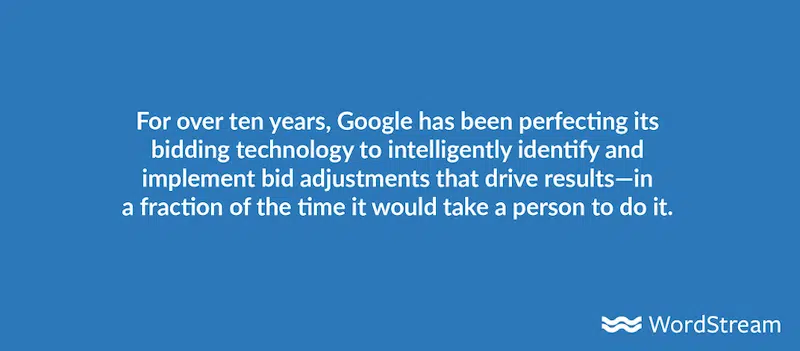 For over ten years, Google has been perfecting its
bidding technology to intelligently identify and
implement bid adjustments that drive results—in
a fraction of the time it would take a person to do it.
WordStream